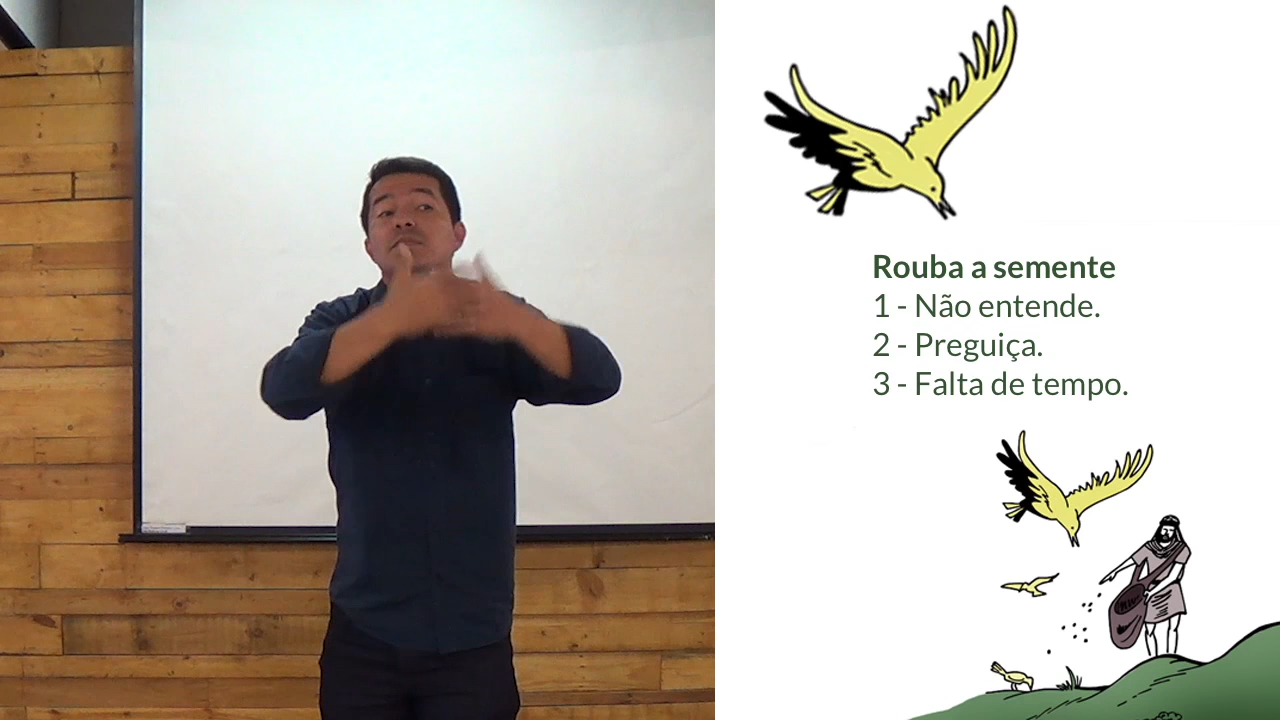 Rouba a semente
1 - Não entende.
2 - Preguiça.
3 - Falta de tempo.